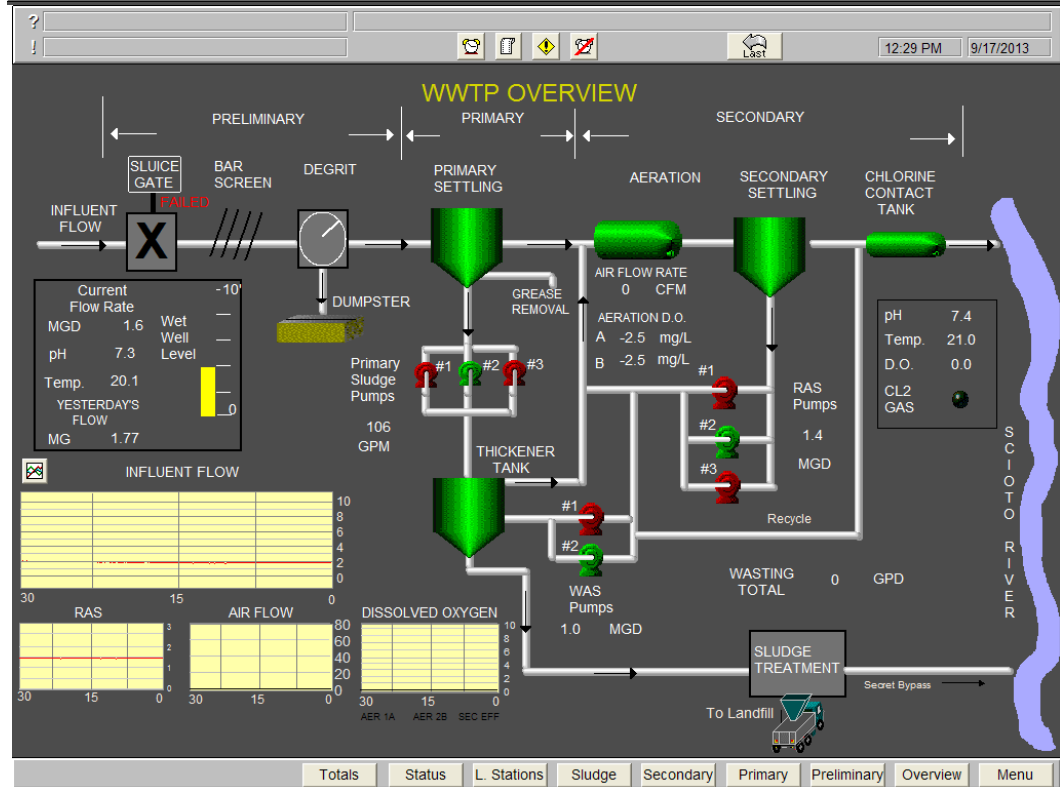 ?
!
Last
12:29 PM 9/17/2013
WWTP OVERVIEW
PRELIMINARY
PRIMARY
SECONDARY
SLUICE
GATE
FAILED
BAR
SCREEN
DEGRIT
PRIMARY
SETTLING
AERATION
SECONDARY
SETTLING
CHLORINE
CONTACT
TANK
INFLUENT
FLOW
X
DUMPSTER
GREASE
REMOVAL
AIR FLOW RATE
0 CFM
AERATION D.O.
A -2.5 mg/L
B -2.5 mg/L
Current
Flow Rate
MGD 1.6
pH 7.3
Temp. 20.1
YESTERDAY'S
FLOW
MG 1.77
Wet
Well
Level
10'
0
Primary
Sludge
Pumps
#1
#2
#3
106
GPM
#1
#2
#3
RAS
Pumps
1.4
MGD
pH 7.4
Temp. 21.0
D.O. 0.0
CL2
GAS
SCIOTO RIVER
THICKENER
TANK
#1
#2
WAS
Pumps
1.0 MGD
Recycle
WASTING
TOTAL
0 GPD
INFLUENT FLOW
10
8
6
4
2
0
30 15 0
RAS
3
2
1
0
30 15 0
AIR FLOW
80
60
40
20
0
30 15 0
DISSOLVED OXYGEN
10
8
6
4
2
0
30 15 0
AER 1A AER 2B SEC EFF
SLUDGE
TREATMENT
Secret Bypass
To Landfill
Totals Status L. Stations Sludge Secondary Primary Preliminary Overview Menu